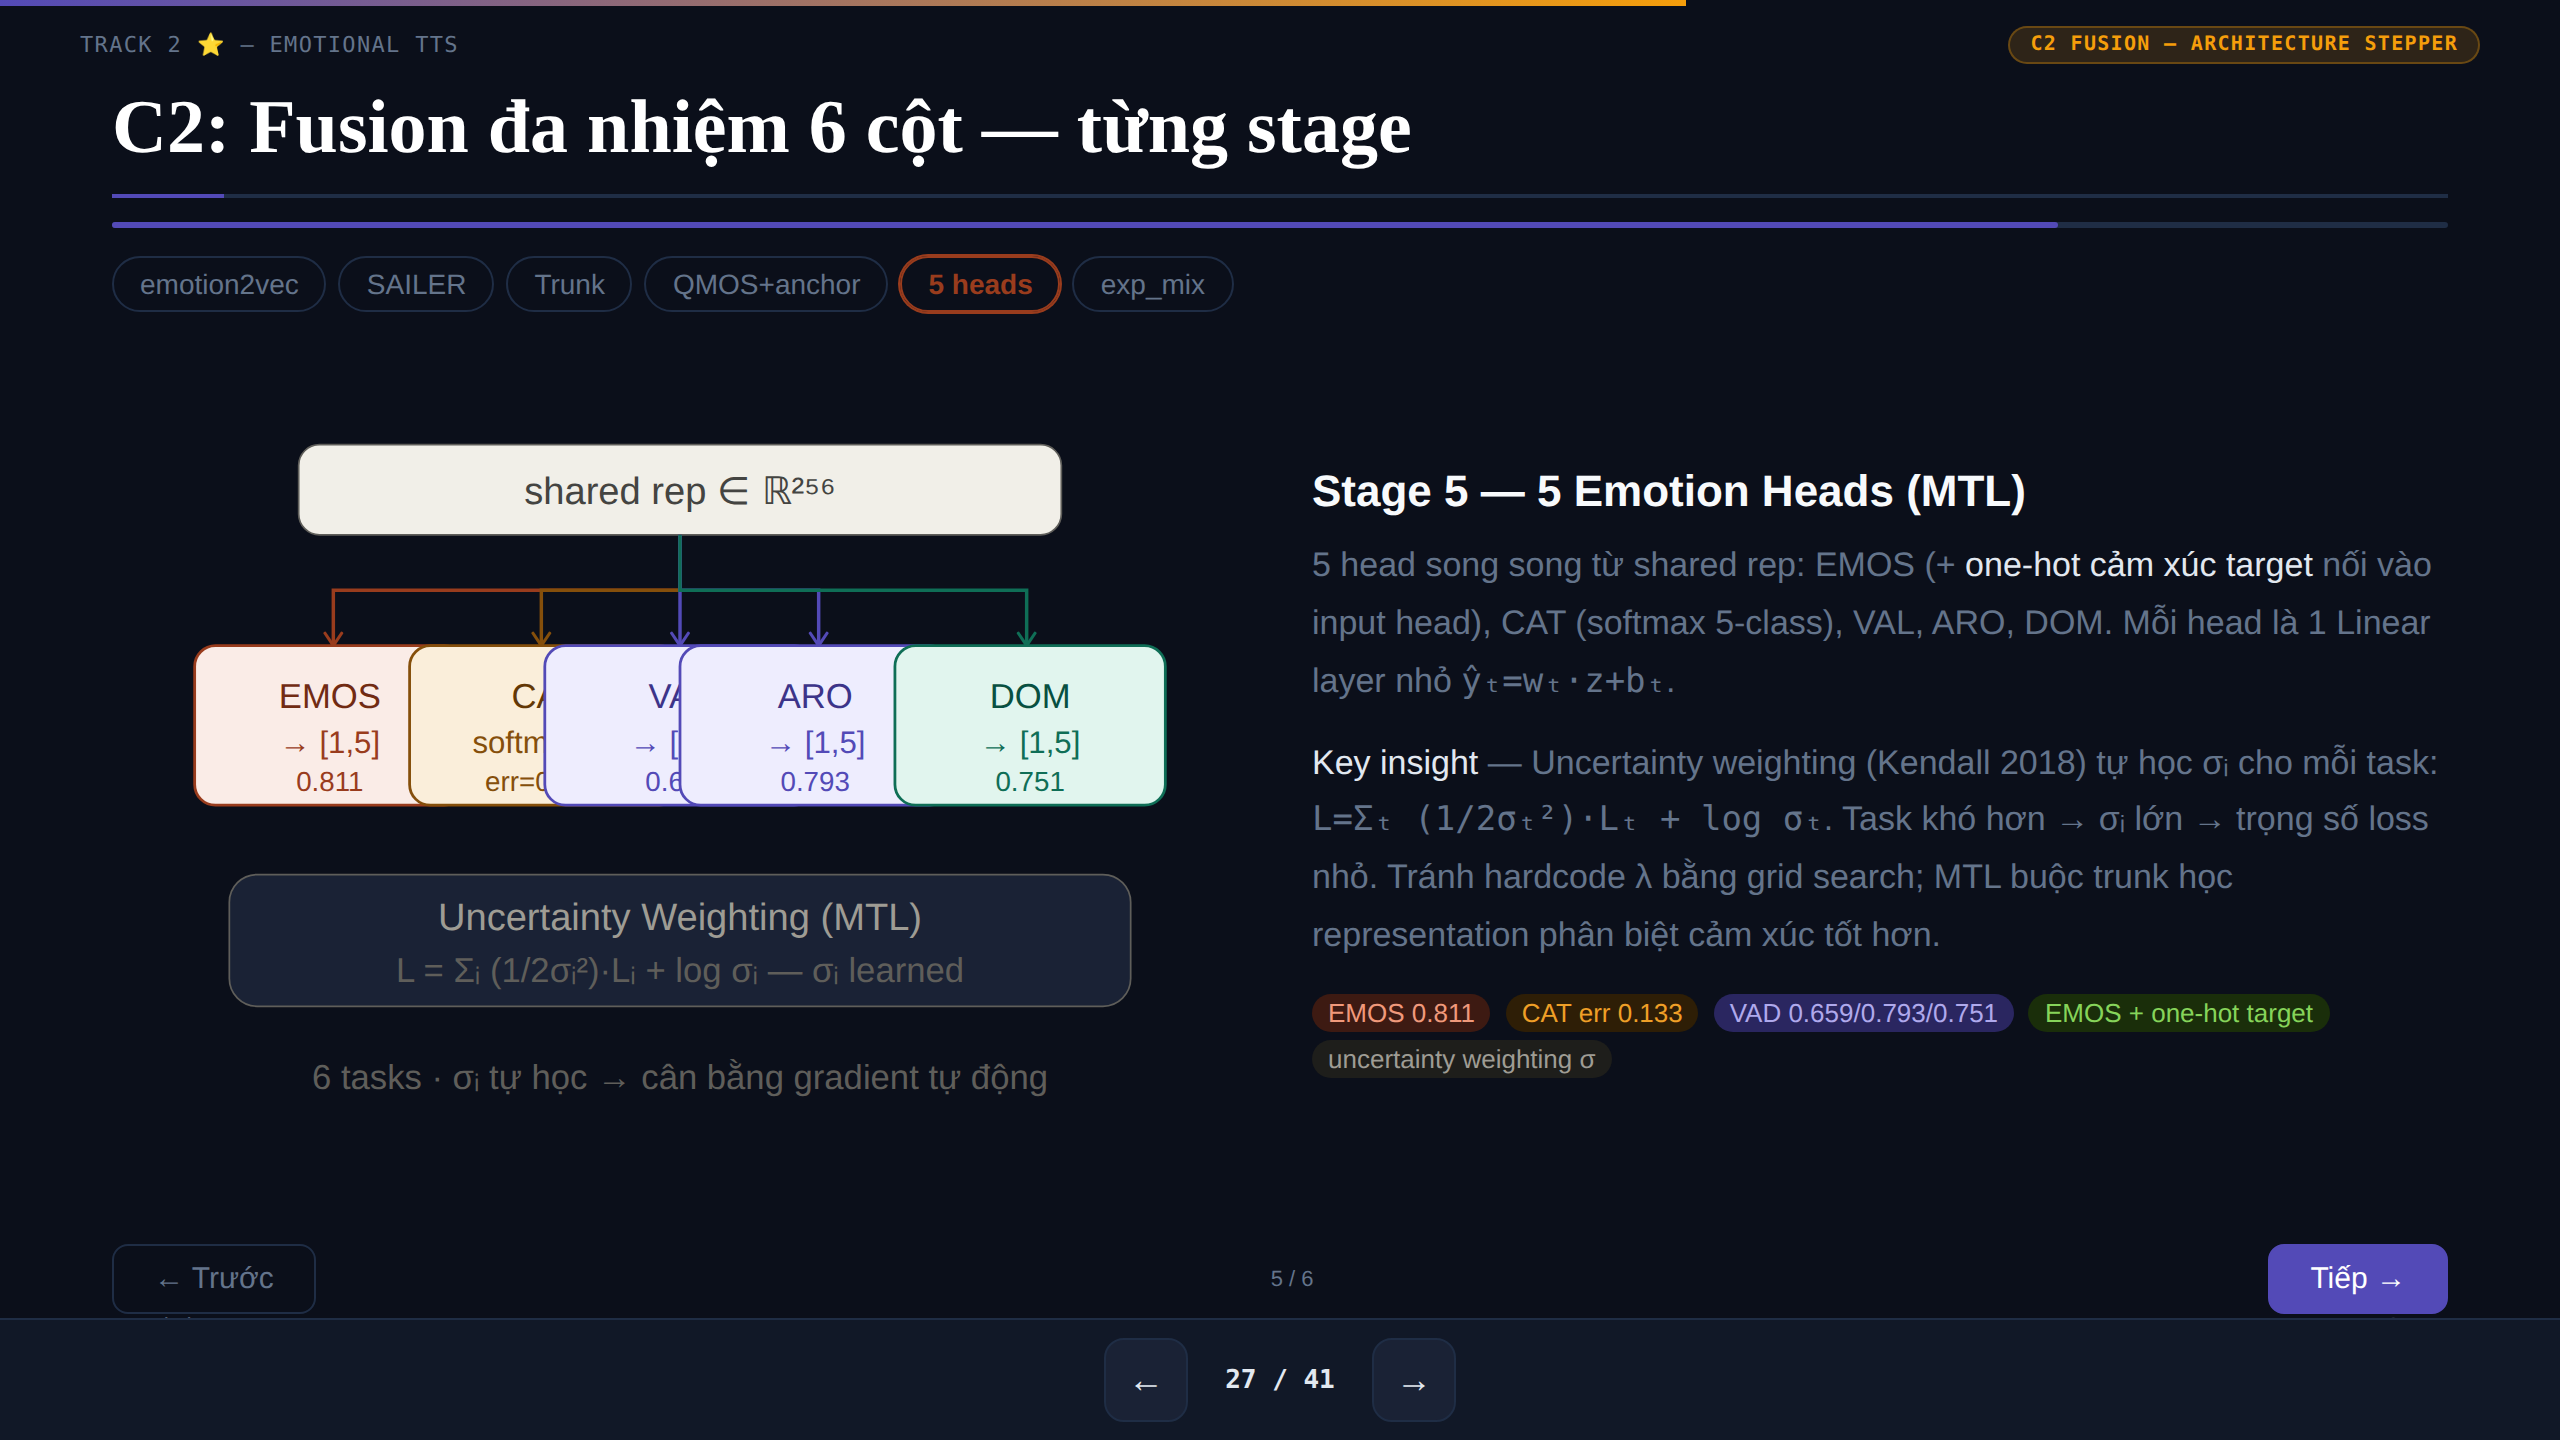 TRACK 2 ⭐ — EMOTIONAL TTS
C2 FUSION — ARCHITECTURE STEPPER
C2: Fusion đa nhiệm 6 cột — từng stage
emotion2vec
SAILER
Trunk
QMOS+anchor
5 heads
exp_mix
shared rep ∈ ℝ²⁵⁶
EMOS
→ [1,5]
0.811
ARO
→ [1,5]
0.793
DOM
→ [1,5]
0.751
Uncertainty Weighting (MTL)
L = Σᵢ (1/2σᵢ²)·Lᵢ + log σᵢ — σᵢ learned
6 tasks · σᵢ tự học → cân bằng gradient tự động
Stage 5 — 5 Emotion Heads (MTL)
5 head song song từ shared rep: EMOS (+ one-hot cảm xúc target nối vào
input head), CAT (softmax 5-class), VAL, ARO, DOM. Mỗi head là 1 Linear
layer nhỏ ŷₜ=wₜ·z+bₜ.
Key insight — Uncertainty weighting (Kendall 2018) tự học σᵢ cho mỗi task:
L=Σₜ (1/2σₜ²)·Lₜ + log σₜ. Task khó hơn → σᵢ lớn → trọng số loss
nhỏ. Tránh hardcode λ bằng grid search; MTL buộc trunk học
representation phân biệt cảm xúc tốt hơn.
EMOS 0.811
CAT err 0.133
VAD 0.659/0.793/0.751
EMOS + one-hot target
uncertainty weighting σ
← Trước
5 / 6
Tiếp →
←
27 / 41
→